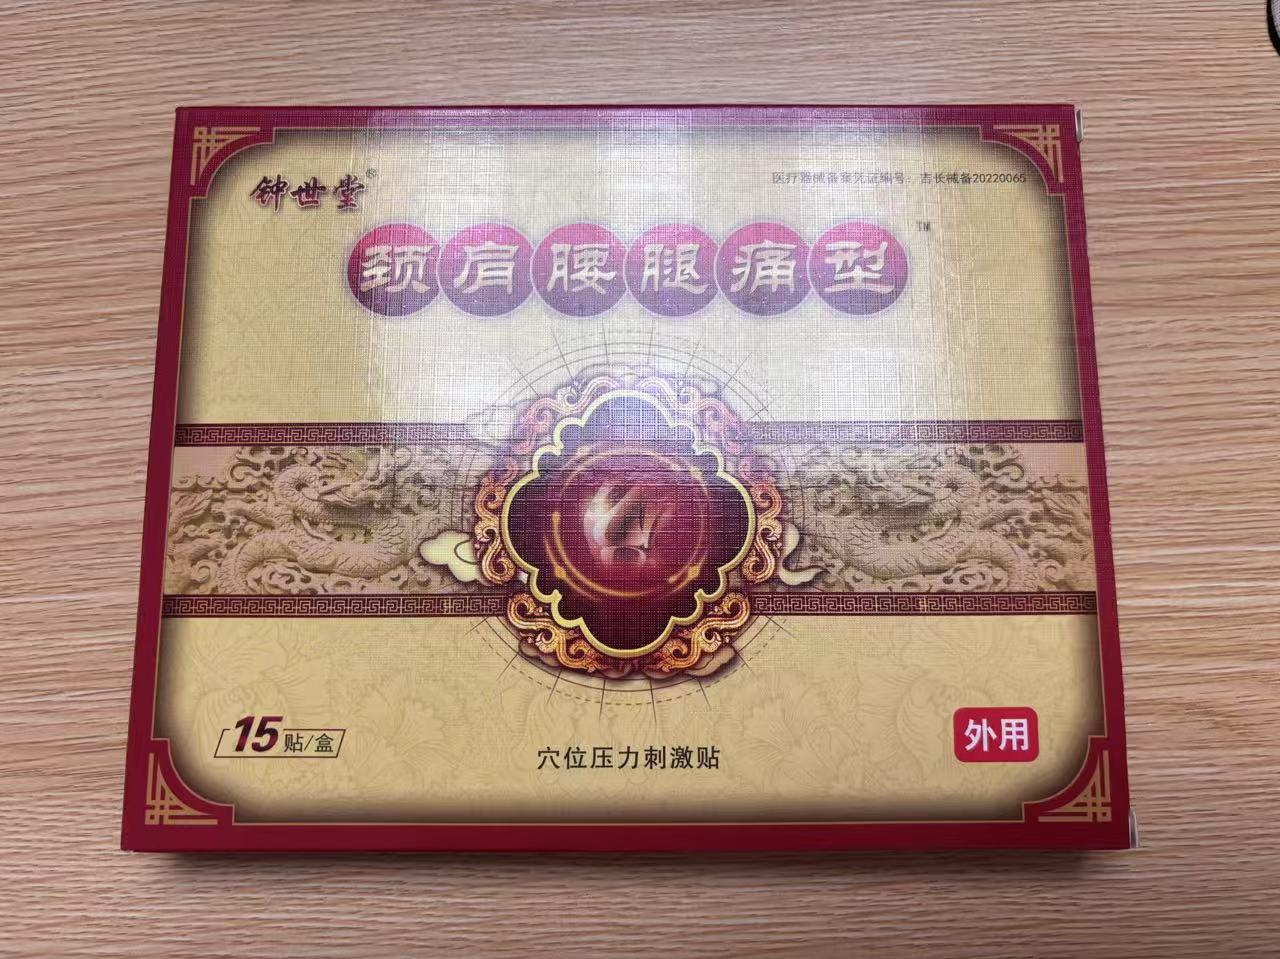 钟世堂®
医疗器械备案凭证编号：吉长械备20220065
颈肩腰腿痛型™
15贴/盒
穴位压力刺激贴
外用